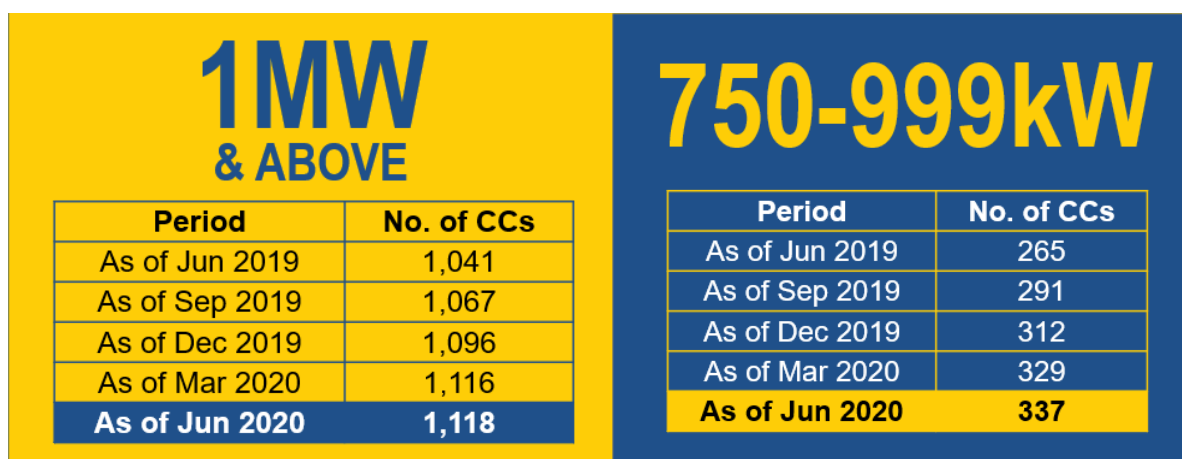 1MW
& ABOVE
Period No. of CCs
As of Jun 2019 1,041
As of Sep 2019 1,067
As of Dec 2019 1,096
As of Mar 2020 1,116
As of Jun 2020 1,118
750-999kW
Period No. of CCs
As of Jun 2019 265
As of Sep 2019 291
As of Dec 2019 312
As of Mar 2020 329
As of Jun 2020 337